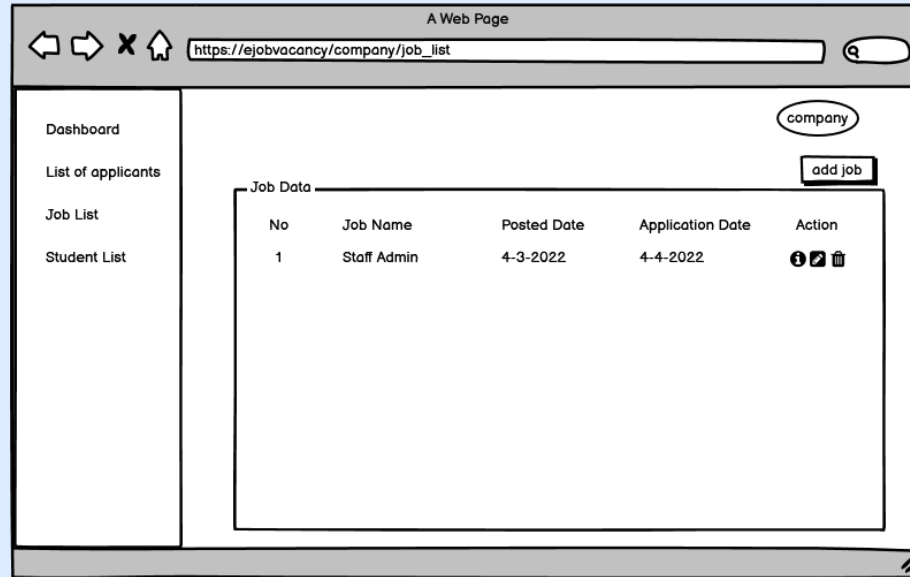 A Web Page
https://ejobvacancy/company/job_list
company
Dashboard
List of applicants
Job List
Student List
add job
Job Data
No Job Name Posted Date Application Date Action
1 Staff Admin 4-3-2022 4-4-2022